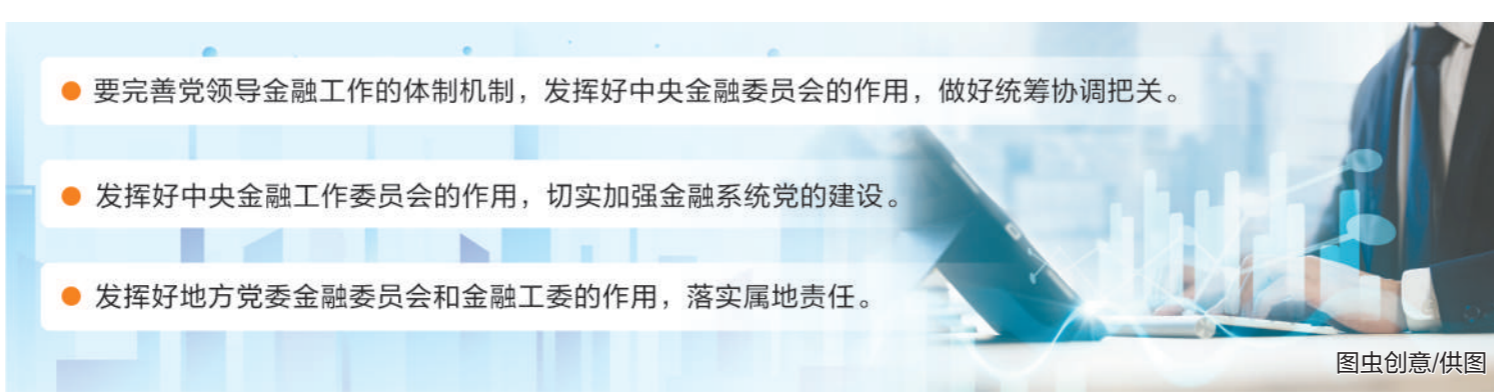 要完善党领导金融工作的体制机制，发挥好中央金融委员会的作用，做好统筹协调把关。
发挥好中央金融工作委员会的作用，切实加强金融系统党的建设。
发挥好地方党委金融委员会和金融工委的作用，落实属地责任。
图虫创意/供图